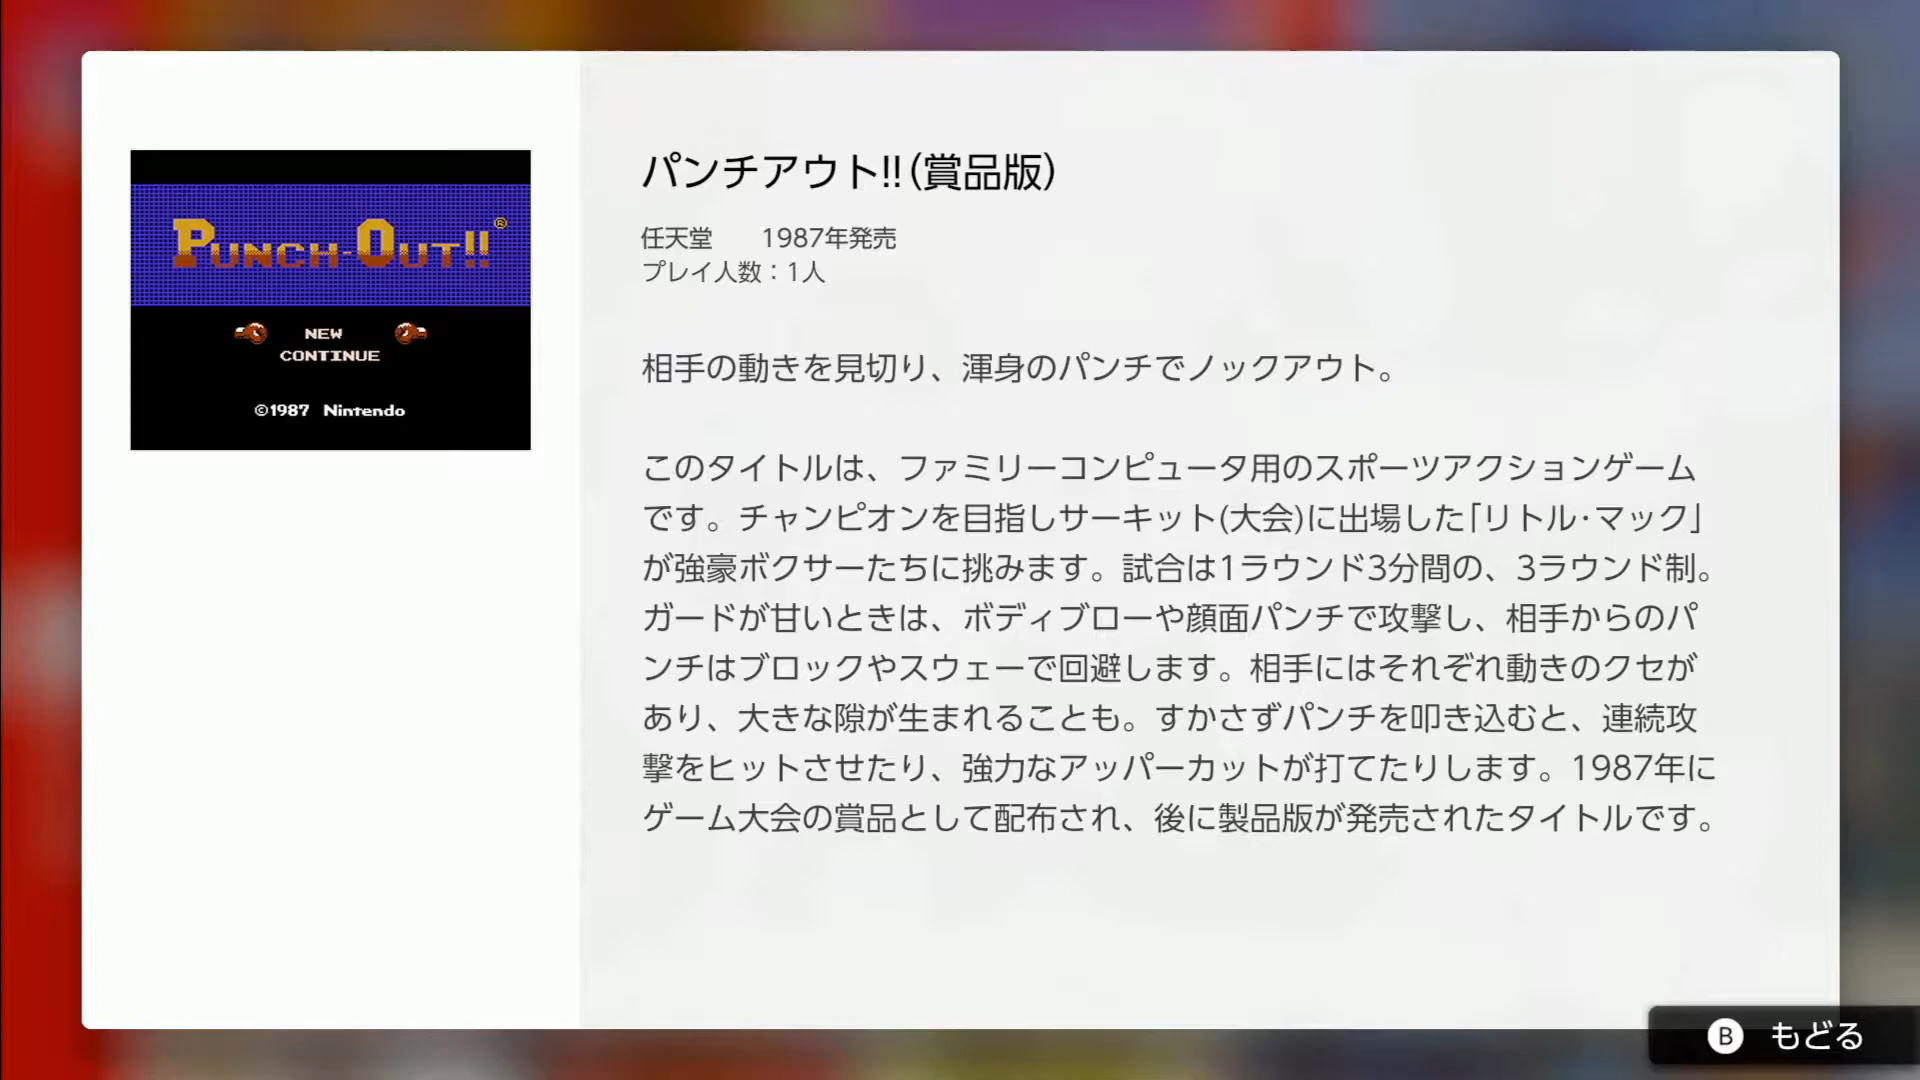 PUNCH-OUT!!®
NEW
CONTINUE
©1987 Nintendo
パンチアウト!!(賞品版)
任天堂 1987年発売
プレイ人数:1人
相手の動きを見切り、渾身のパンチでノックアウト。
このタイトルは、ファミリーコンピュータ用のスポーツアクションゲーム
です。チャンピオンを目指しサーキット(大会)に出場した「リトル・マック」
が強豪ボクサーたちに挑みます。試合は1ラウンド3分間の、3ラウンド制。
ガードが甘いときは、ボディブローや顔面パンチで攻撃し、相手からのパ
ンチはブロックやスウェーで回避します。相手にはそれぞれ動きのクセが
あり、大きな隙が生まれることも。すかさずパンチを叩き込むと、連続攻
撃をヒットさせたり、強力なアッパーカットが打てたりします。1987年に
ゲーム大会の賞品として配布され、後に製品版が発売されたタイトルです。
B もどる